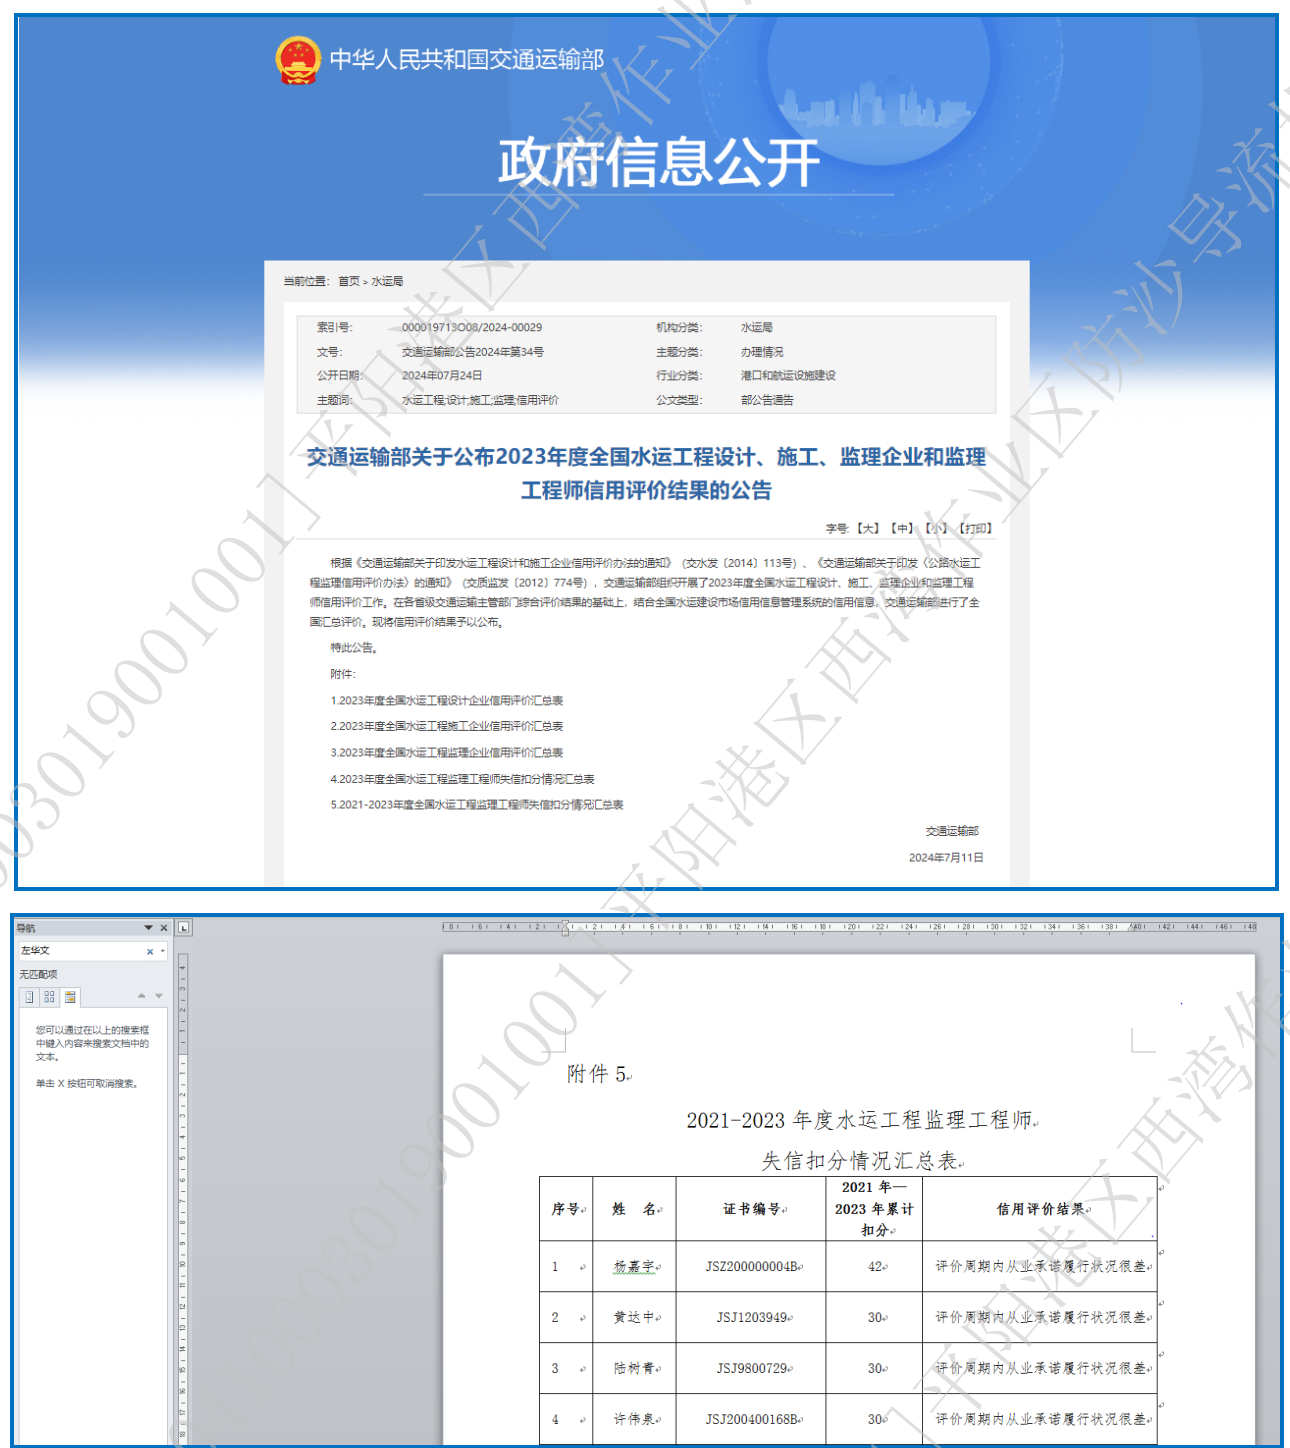 中华人民共和国交通运输部
政府信息公开
当前位置： 首页 > 水运局
索引号： 000019713O08/2024-00029 机构分类： 水运局
文号： 交通运输部公告2024年第34号 主题分类： 办理情况
公开日期： 2024年07月24日 行业分类： 港口和航运设施建设
主题词： 水运工程;设计;施工;监理;信用评价 公文类型： 部公告通告
交通运输部关于公布2023年度全国水运工程设计、施工、监理企业和监理
工程师信用评价结果的公告
字号:【大】【中】【小】【打印】
根据《交通运输部关于印发水运工程设计和施工企业信用评价办法的通知》（交水发〔2014〕113号）、《交通运输部关于印发〈公路水运工
程监理信用评价办法〉的通知》（交质监发〔2012〕774号），交通运输部组织开展了2023年度全国水运工程设计、施工、监理企业和监理工程
师信用评价工作。在各省级交通运输主管部门综合评价结果的基础上，结合全国水运建设市场信用信息管理系统的信用信息，交通运输部进行了全
国汇总评价。现将信用评价结果予以公布。
特此公告。
附件：
1.2023年度全国水运工程设计企业信用评价汇总表
2.2023年度全国水运工程施工企业信用评价汇总表
3.2023年度全国水运工程监理企业信用评价汇总表
4.2023年度全国水运工程监理工程师失信扣分情况汇总表
5.2021-2023年度全国水运工程监理工程师失信扣分情况汇总表
交通运输部
2024年7月11日
导航
左华文
无匹配项
您可以通过在以上的搜索框
中键入内容来搜索文档中的
文本。
单击 X 按钮可取消搜索。
附件 5
2021-2023 年度水运工程监理工程师
失信扣分情况汇总表
序号 姓 名 证书编号 2021 年—2023 年累计扣分 信用评价结果
1 杨嘉宇 JSZ200000004B 42 评价周期内从业承诺履行状况很差
2 黄达中 JSJ1203949 30 评价周期内从业承诺履行状况很差
3 陆树青 JSJ9800729 30 评价周期内从业承诺履行状况很差
4 许伟泉 JSJ200400168B 30 评价周期内从业承诺履行状况很差